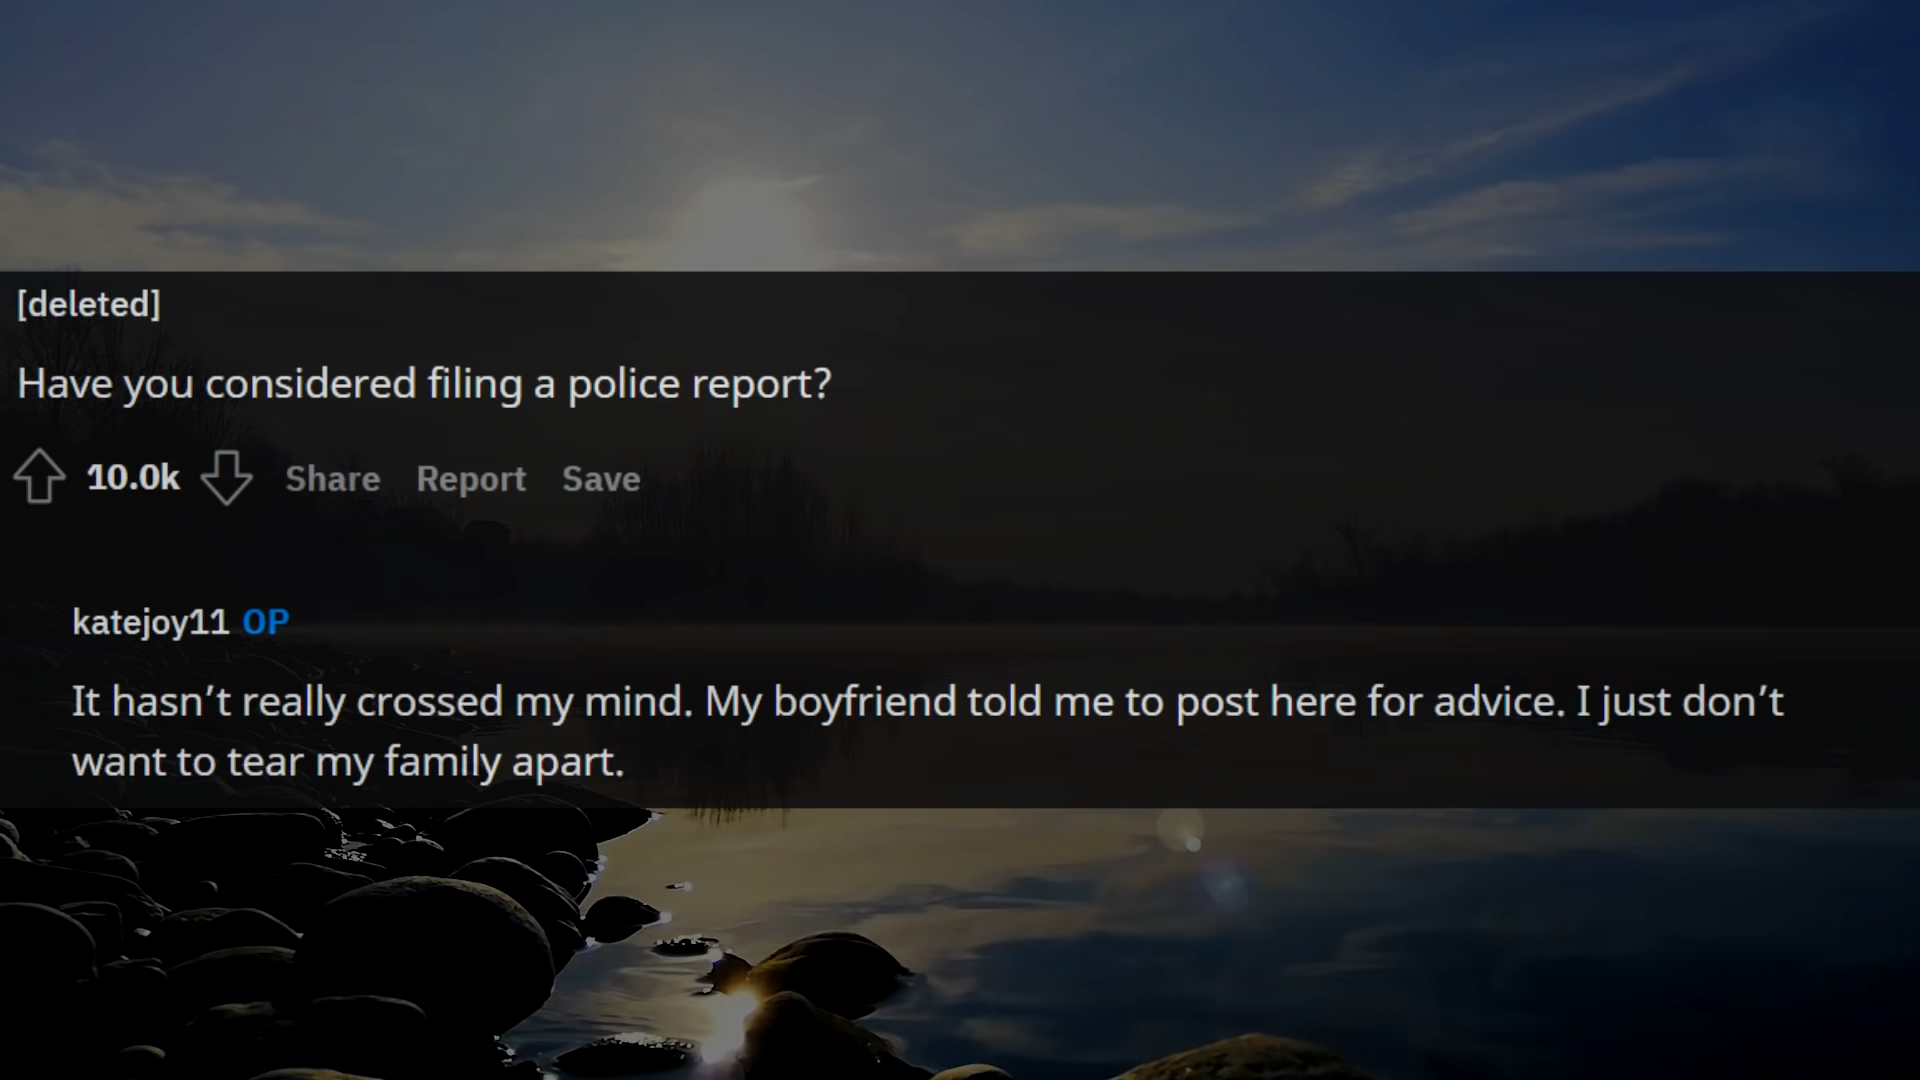 [deleted]
Have you considered filing a police report?
10.0k Share Report Save
katejoy11 OP
It hasn’t really crossed my mind. My boyfriend told me to post here for advice. I just don’t
want to tear my family apart.